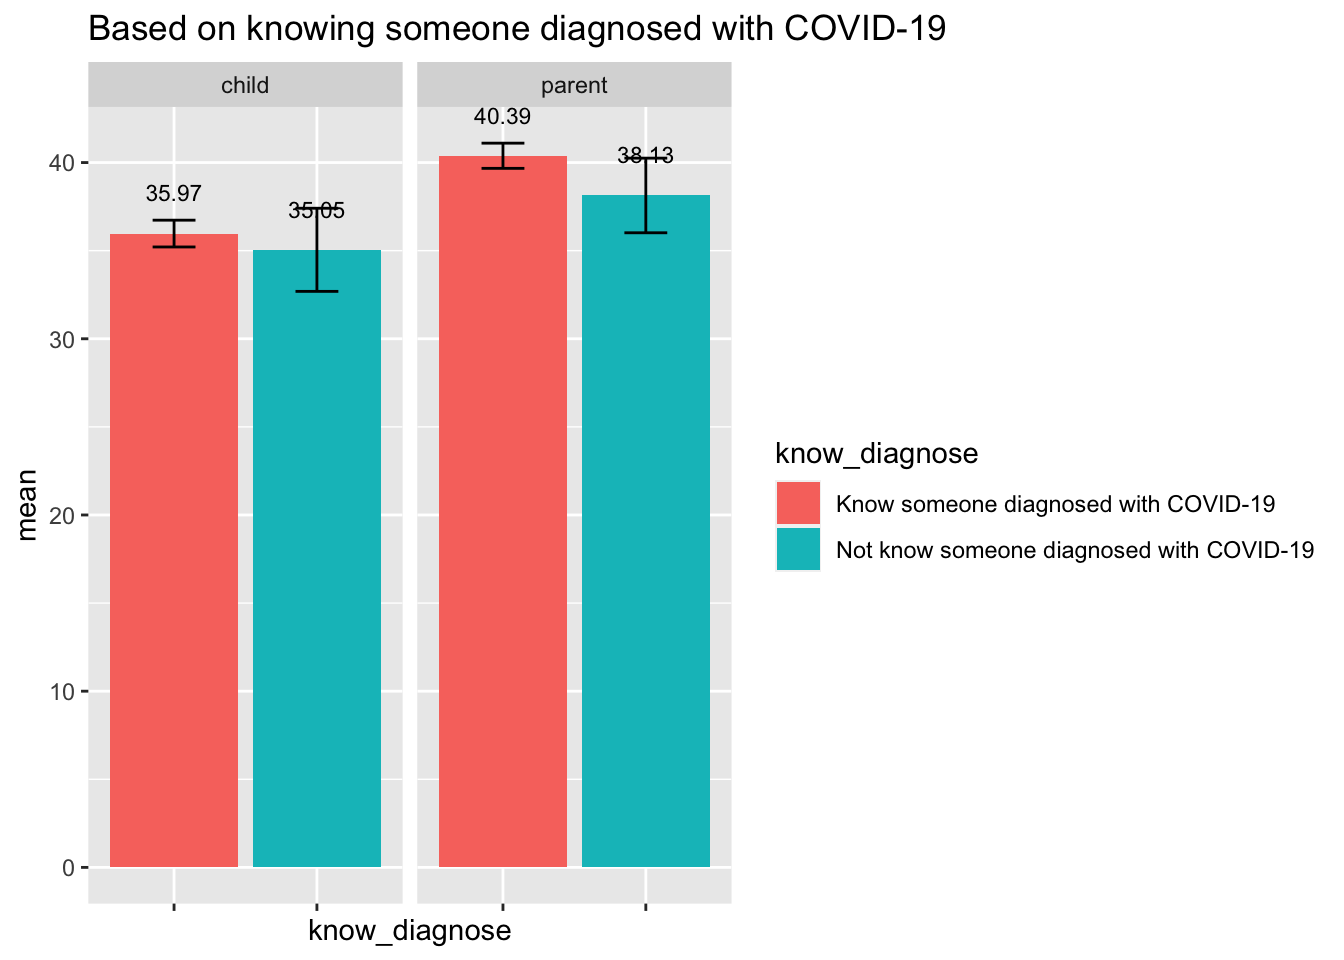 Based on knowing someone diagnosed with COVID-19
child
parent
40.39
38.13
35.97
35.05
40
30
20
10
0
mean
know_diagnose
know_diagnose
Know someone diagnosed with COVID-19
Not know someone diagnosed with COVID-19